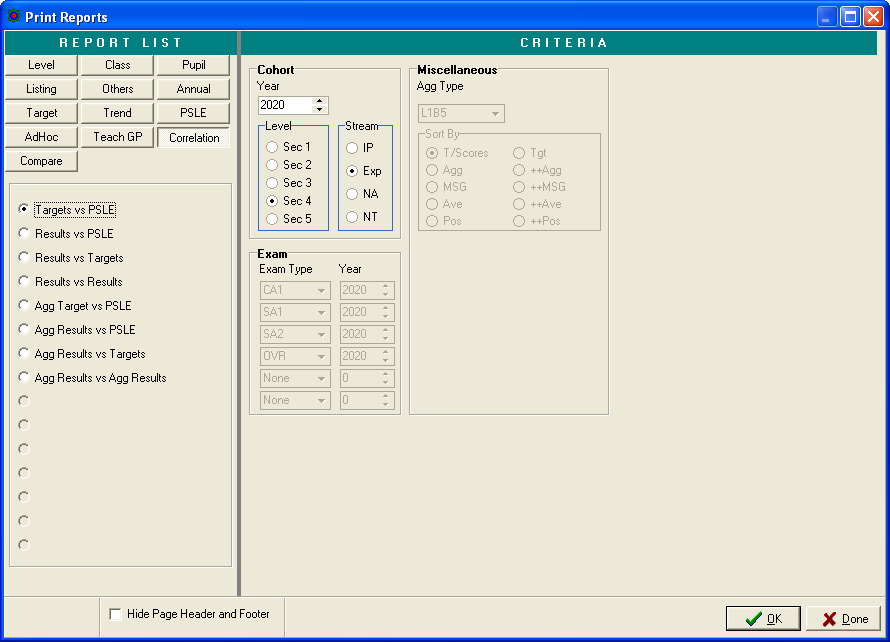 Print Reports
REPORT LIST
CRITERIA
Level Class Pupil
Listing Others Annual
Target Trend PSLE
AdHoc Teach GP Correlation
Compare
Targets vs PSLE
Results vs PSLE
Results vs Targets
Results vs Results
Agg Target vs PSLE
Agg Results vs PSLE
Agg Results vs Targets
Agg Results vs Agg Results
Cohort
Year
2020
Level
Sec 1
Sec 2
Sec 3
Sec 4
Sec 5
Stream
IP
Exp
NA
NT
Exam
Exam Type Year
CA1 2020
SA1 2020
SA2 2020
OVR 2020
None 0
None 0
Miscellaneous
Agg Type
L1B5
Sort By
T/Scores Tgt
Agg ++Agg
MSG ++MSG
Ave ++Ave
Pos ++Pos
Hide Page Header and Footer
OK
Done